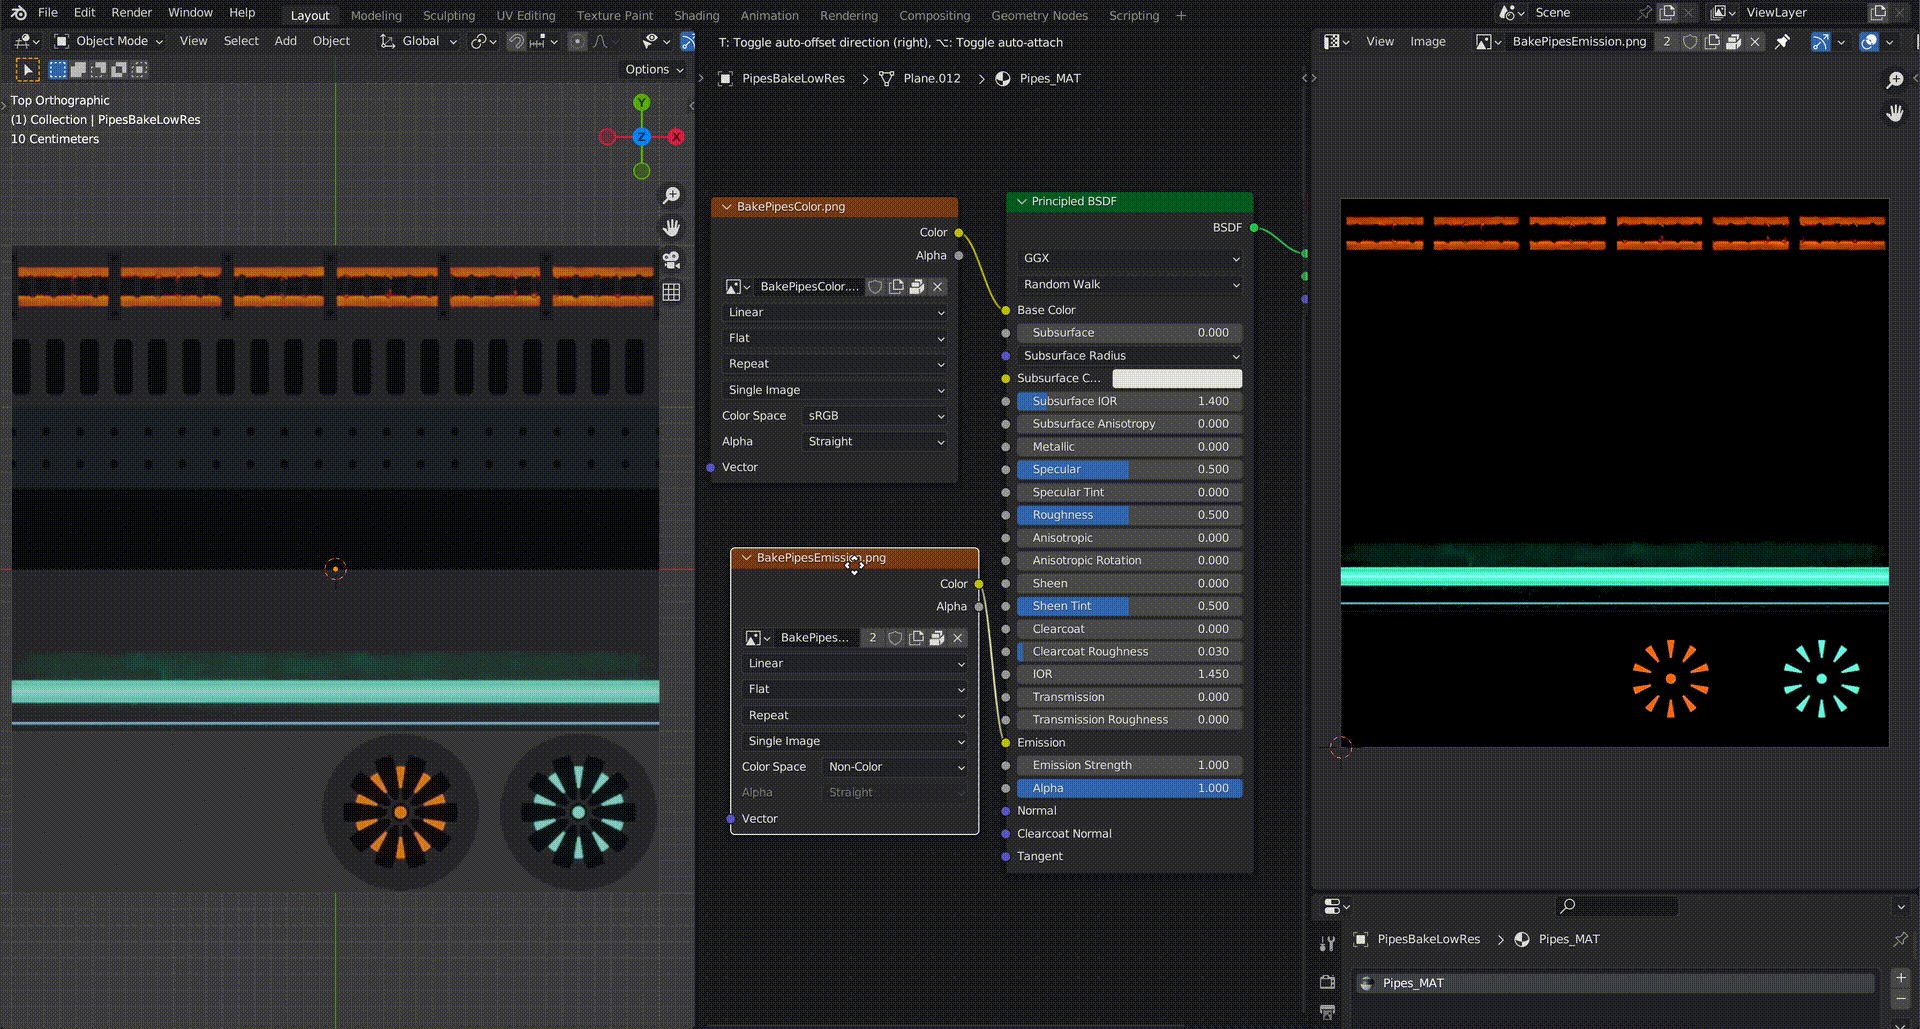 File Edit Render Window Help Layout Modeling Sculpting UV Editing Texture Paint Shading Animation Rendering Compositing Geometry Nodes Scripting + Scene ViewLayer
Object Mode View Select Add Object Global
Options
Top Orthographic
(1) Collection | PipesBakeLowRes
10 Centimeters
Y
Z
X
T: Toggle auto-offset direction (right), ⌥: Toggle auto-attach
PipesBakeLowRes > Plane.012 > Pipes_MAT
BakePipesColor.png
Color
Alpha
BakePipesColor....
Linear
Flat
Repeat
Single Image
Color Space sRGB
Alpha Straight
Vector
BakePipesEmission.png
Color
Alpha
BakePipes... 2
Linear
Flat
Repeat
Single Image
Color Space Non-Color
Alpha Straight
Vector
Principled BSDF
BSDF
GGX
Random Walk
Base Color
Subsurface 0.000
Subsurface Radius
Subsurface C...
Subsurface IOR 1.400
Subsurface Anisotropy 0.000
Metallic 0.000
Specular 0.500
Specular Tint 0.000
Roughness 0.500
Anisotropic 0.000
Anisotropic Rotation 0.000
Sheen 0.000
Sheen Tint 0.500
Clearcoat 0.000
Clearcoat Roughness 0.030
IOR 1.450
Transmission 0.000
Transmission Roughness 0.000
Emission
Emission Strength 1.000
Alpha 1.000
Normal
Clearcoat Normal
Tangent
View Image BakePipesEmission.png 2
PipesBakeLowRes > Pipes_MAT
Pipes_MAT